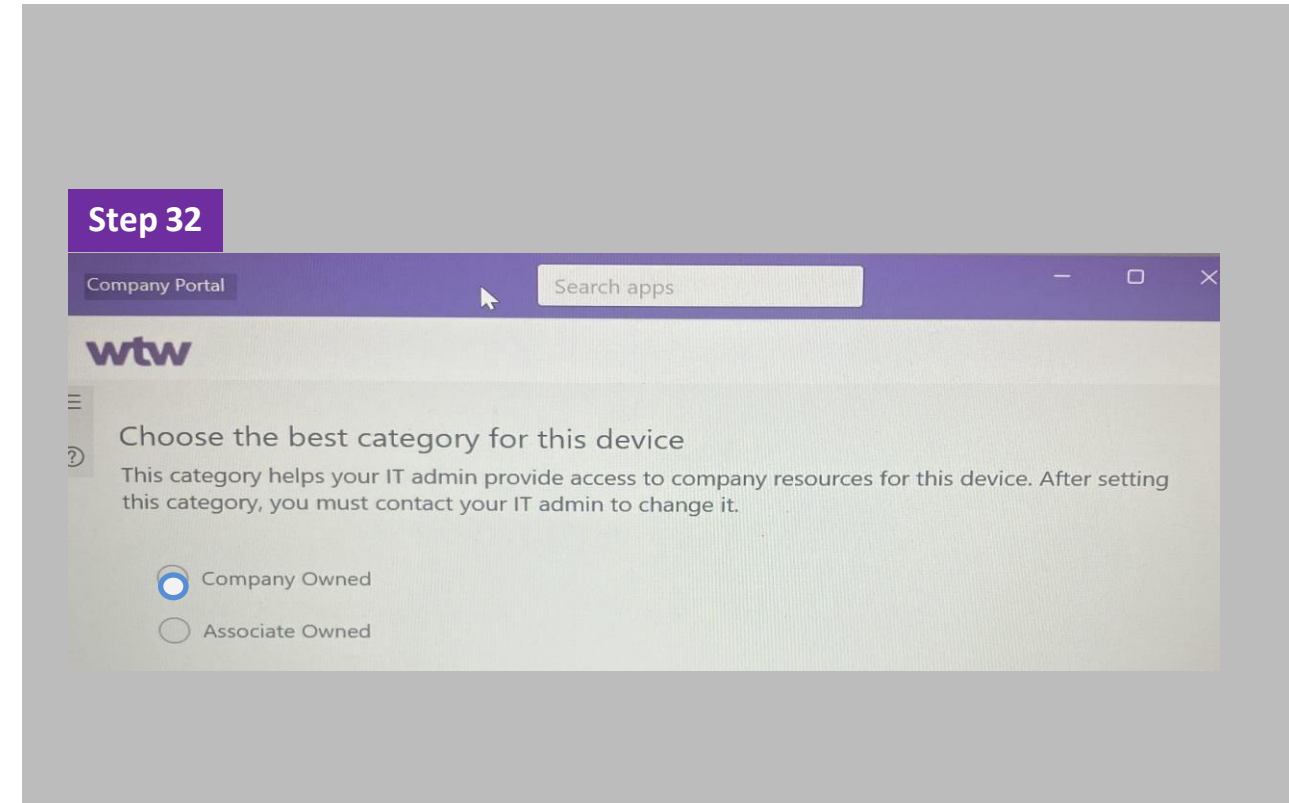 Step 32
Company Portal
Search apps
wtw
Choose the best category for this device
This category helps your IT admin provide access to company resources for this device. After setting
this category, you must contact your IT admin to change it.
Company Owned
Associate Owned